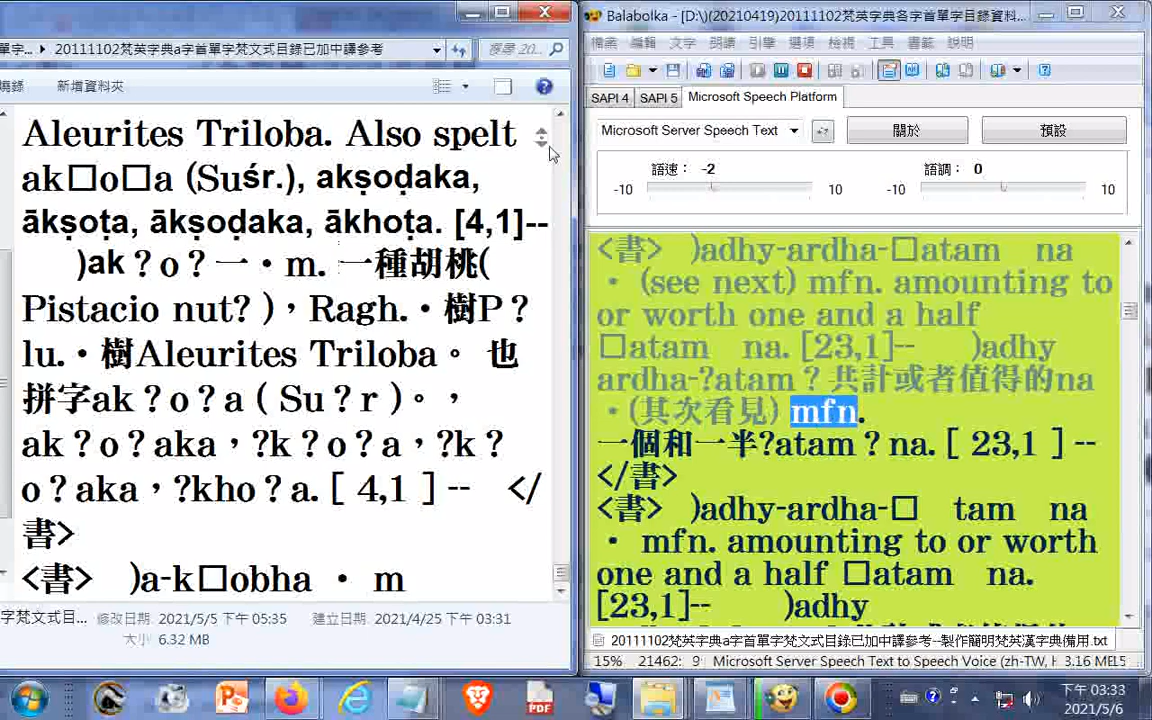 Balabolka - [D:\)(20210419)20111102梵英字典各字首單字目錄資料...
單字... ▸ 20111102梵英字典a字首單字梵文式目錄已加中譯參考
搜尋 20...
檔案 編輯 文字 朗讀 引擎 選項 檢視 工具 書籤 說明
燒錄 新增資料夾
SAPI 4 SAPI 5 Microsoft Speech Platform
Microsoft Server Speech Text 關於 預設
語速: -2 語調: 0
-10 10 -10 10
Aleurites Triloba. Also spelt
ak□o□a (Suśr.), akṣoḍaka,
ākṣoṭa, ākṣoḍaka, ākhoṭa. [4,1]--
)ak？o？一・m. 一種胡桃(
Pistacio nut? )，Ragh.・樹P？
lu.・樹Aleurites Triloba。 也
拼字ak？o？a ( Su？r )。，
ak？o？aka，?k？o？a，?k？
o？aka，?kho？a. [ 4,1 ] -- </
書>
<書> )a-k□obha ・ m
字梵文式目... 修改日期: 2021/5/5 下午 05:35 建立日期: 2021/4/25 下午 03:31
大小: 6.32 MB
<書> )adhy-ardha-□atam na
・ (see next) mfn. amounting to
or worth one and a half
□atam na. [23,1]-- )adhy
ardha-?atam？共計或者值得的na
・(其次看見) mfn.
一個和一半?atam？na. [ 23,1 ] --
</書>
<書> )adhy-ardha-□ tam na
・ mfn. amounting to or worth
one and a half □atam na.
[23,1]-- )adhy
20111102梵英字典a字首單字梵文式目錄已加中譯參考--製作簡明梵英漢字典備用.txt
15% 21462: 9 Microsoft Server Speech Text to Speech Voice (zh-TW, H 3.16 MB
下午 03:33
2021/5/6